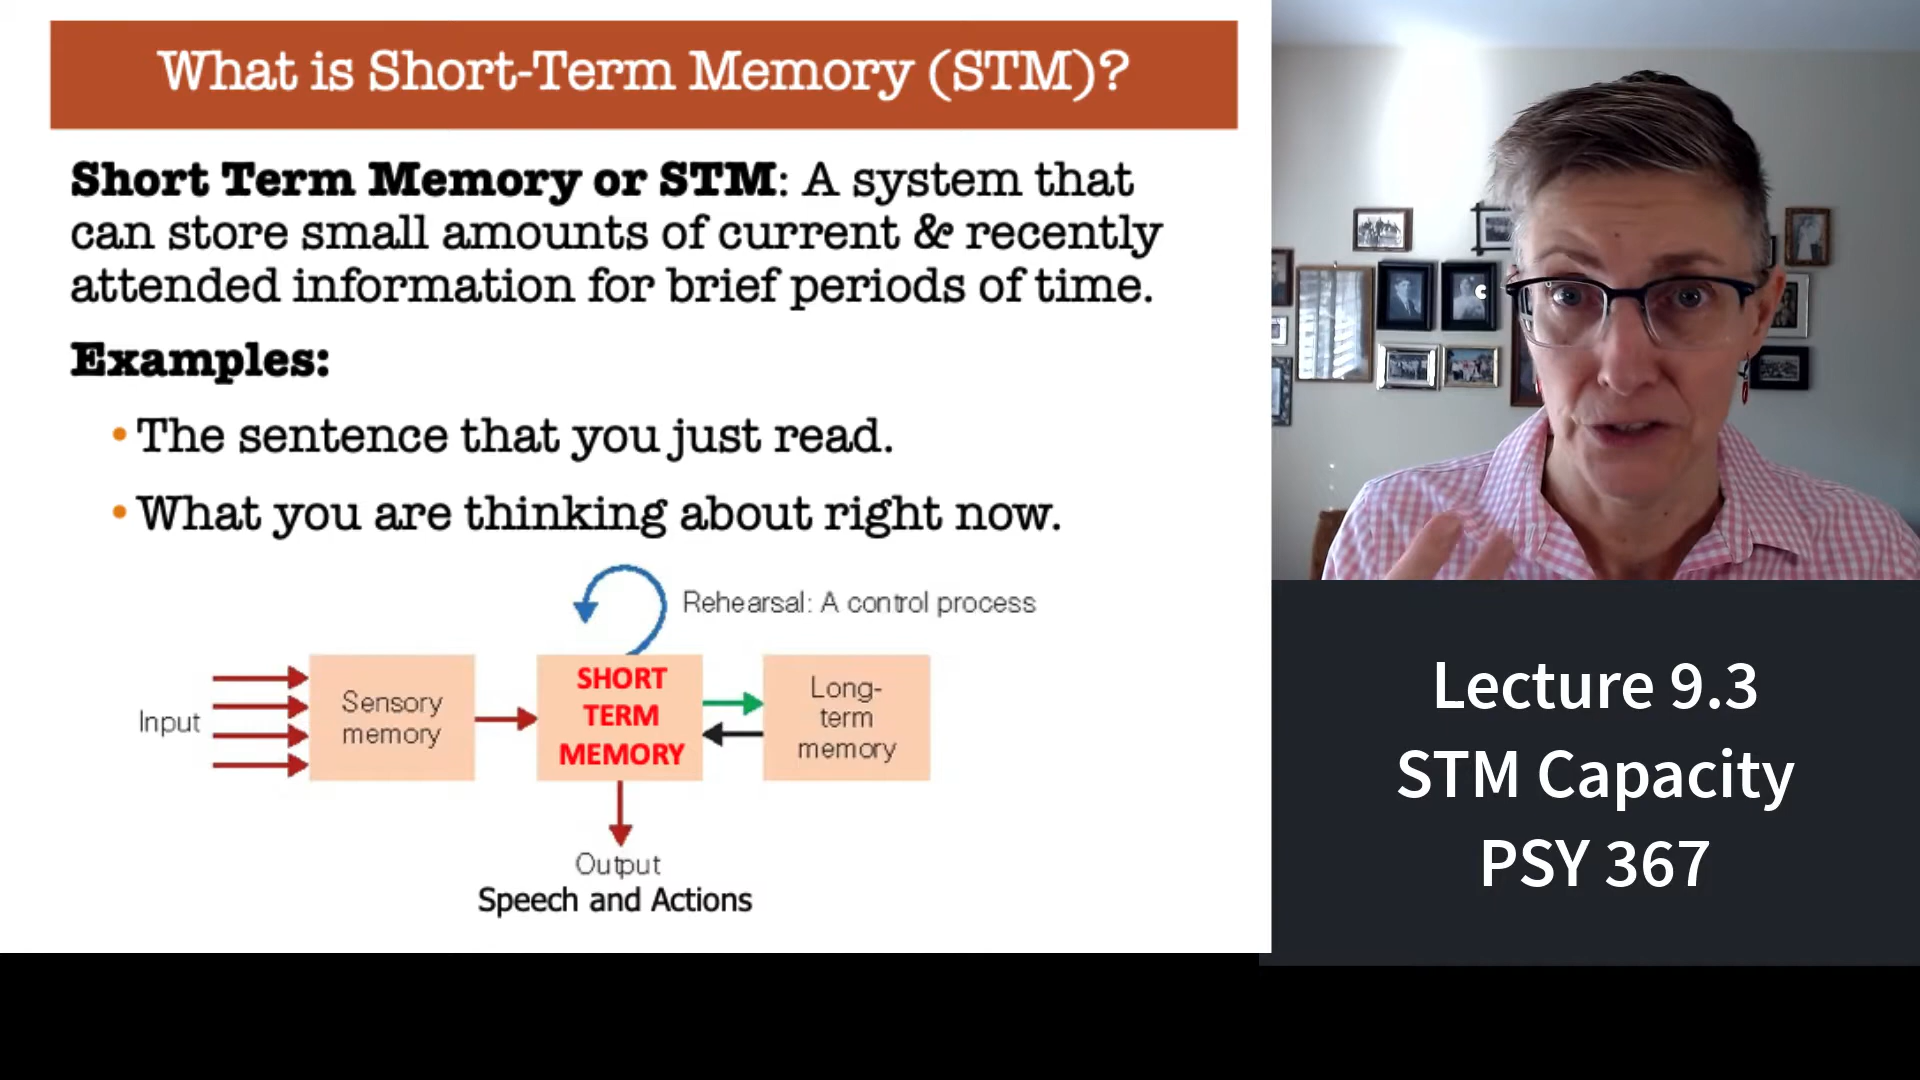 What is Short-Term Memory (STM)?
Short Term Memory or STM: A system that
can store small amounts of current & recently
attended information for brief periods of time.
Examples:
• The sentence that you just read.
• What you are thinking about right now.
Rehearsal: A control process
Input
Sensory
memory
SHORT
TERM
MEMORY
Long-
term
memory
Output
Speech and Actions
Lecture 9.3
STM Capacity
PSY 367